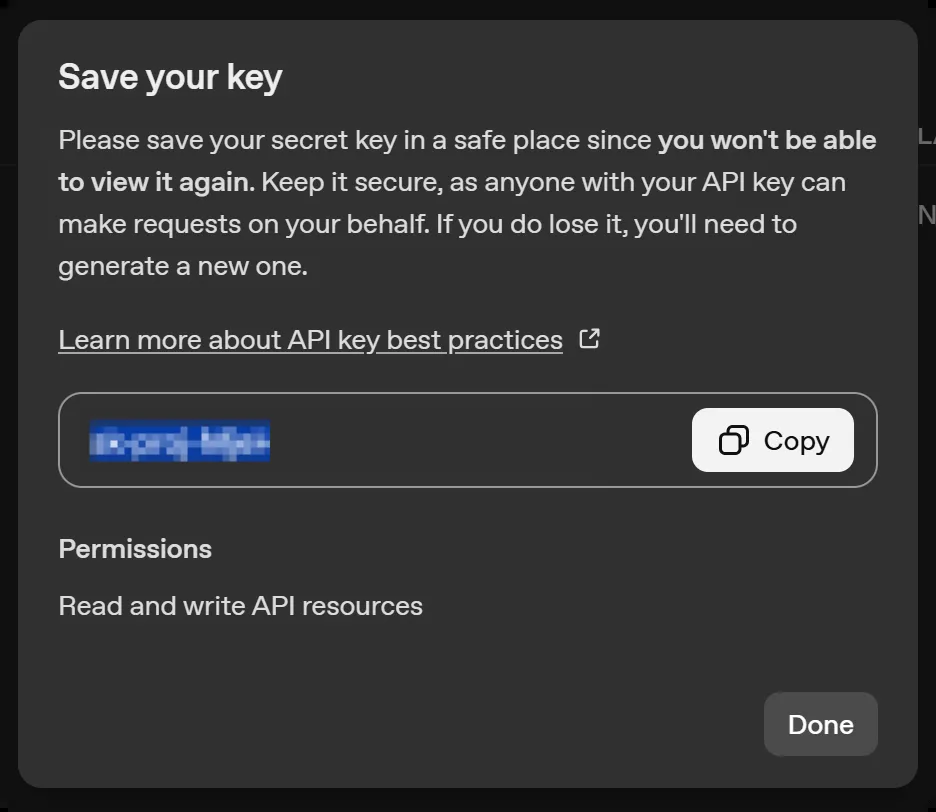 Save your key
Please save your secret key in a safe place since you won't be able
to view it again. Keep it secure, as anyone with your API key can
make requests on your behalf. If you do lose it, you'll need to
generate a new one.
Learn more about API key best practices
Copy
Permissions
Read and write API resources
Done